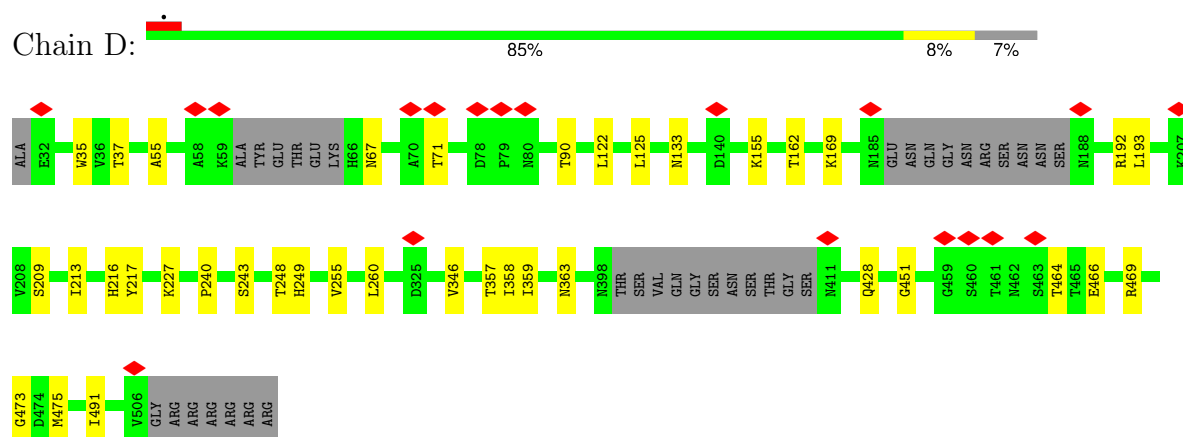 Chain D:
85% 8% 7%
ALA E32 W35 V36 T37 A55 A58 K59 ALA TYR GLU THR GLU LYS H66 N67 A70 T71 D78 P79 N80 T90 L122 L125 N133 D140 K155 T162 K169 N185 GLU ASN GLN GLY ASN ARG SER ASN ASN SER N188 R192 L193 K207
V208 S209 I213 H216 Y217 K227 P240 S243 T248 H249 V255 L260 D325 V346 T357 I358 I359 N363 N398 THR SER VAL GLN GLY SER ASN SER THR GLY SER N411 Q428 G451 G459 S460 T461 N462 S463 T464 T465 E466 R469
G473 D474 M475 I491 V506 GLY ARG ARG ARG ARG ARG